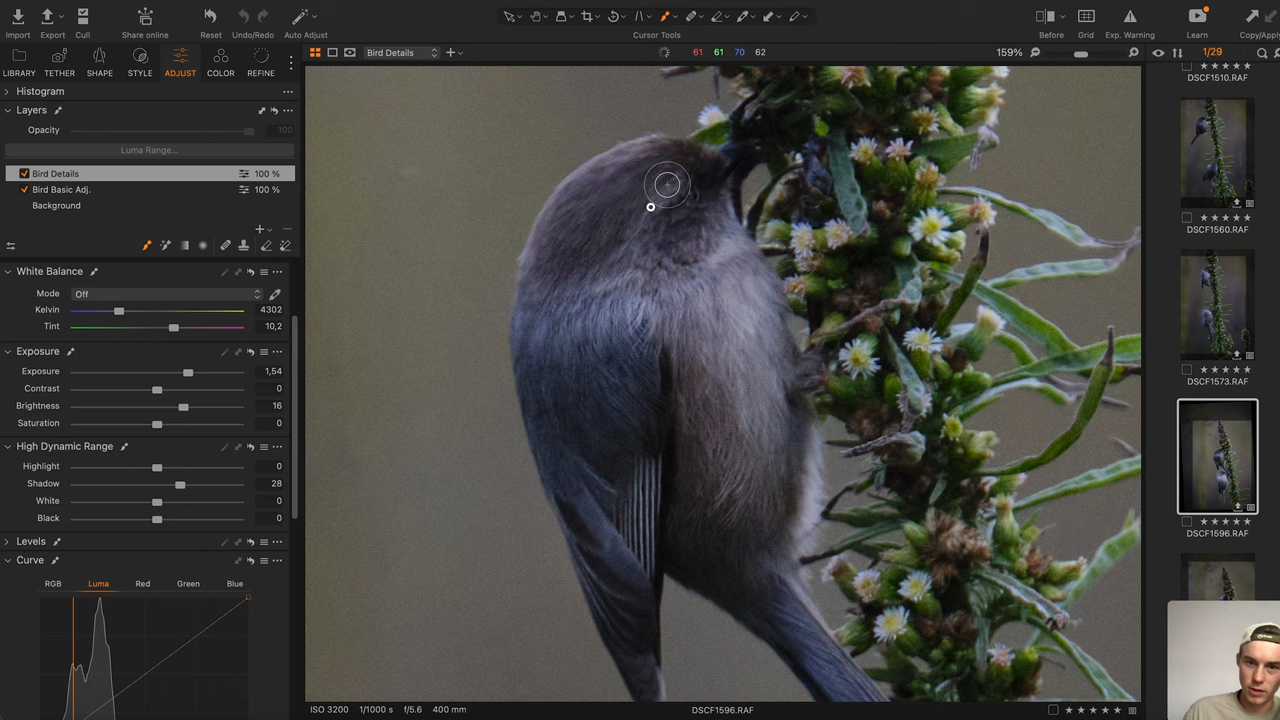 Import Export Cull Share online Reset Undo/Redo Auto Adjust Cursor Tools Before Grid Exp. Warning Learn Copy/Apply
LIBRARY TETHER SHAPE STYLE ADJUST COLOR REFINE
Bird Details
61 61 70 62
159%
1/29
Histogram
Layers
Opacity 100
Luma Range...
Bird Details 100 %
Bird Basic Adj. 100 %
Background
White Balance
Mode Off
Kelvin 4302
Tint 10,2
Exposure
Exposure 1,54
Contrast 0
Brightness 16
Saturation 0
High Dynamic Range
Highlight 0
Shadow 28
White 0
Black 0
Levels
Curve
RGB Luma Red Green Blue
DSCF1510.RAF
DSCF1560.RAF
DSCF1573.RAF
DSCF1596.RAF
ISO 3200 1/1000 s f/5.6 400 mm
DSCF1596.RAF